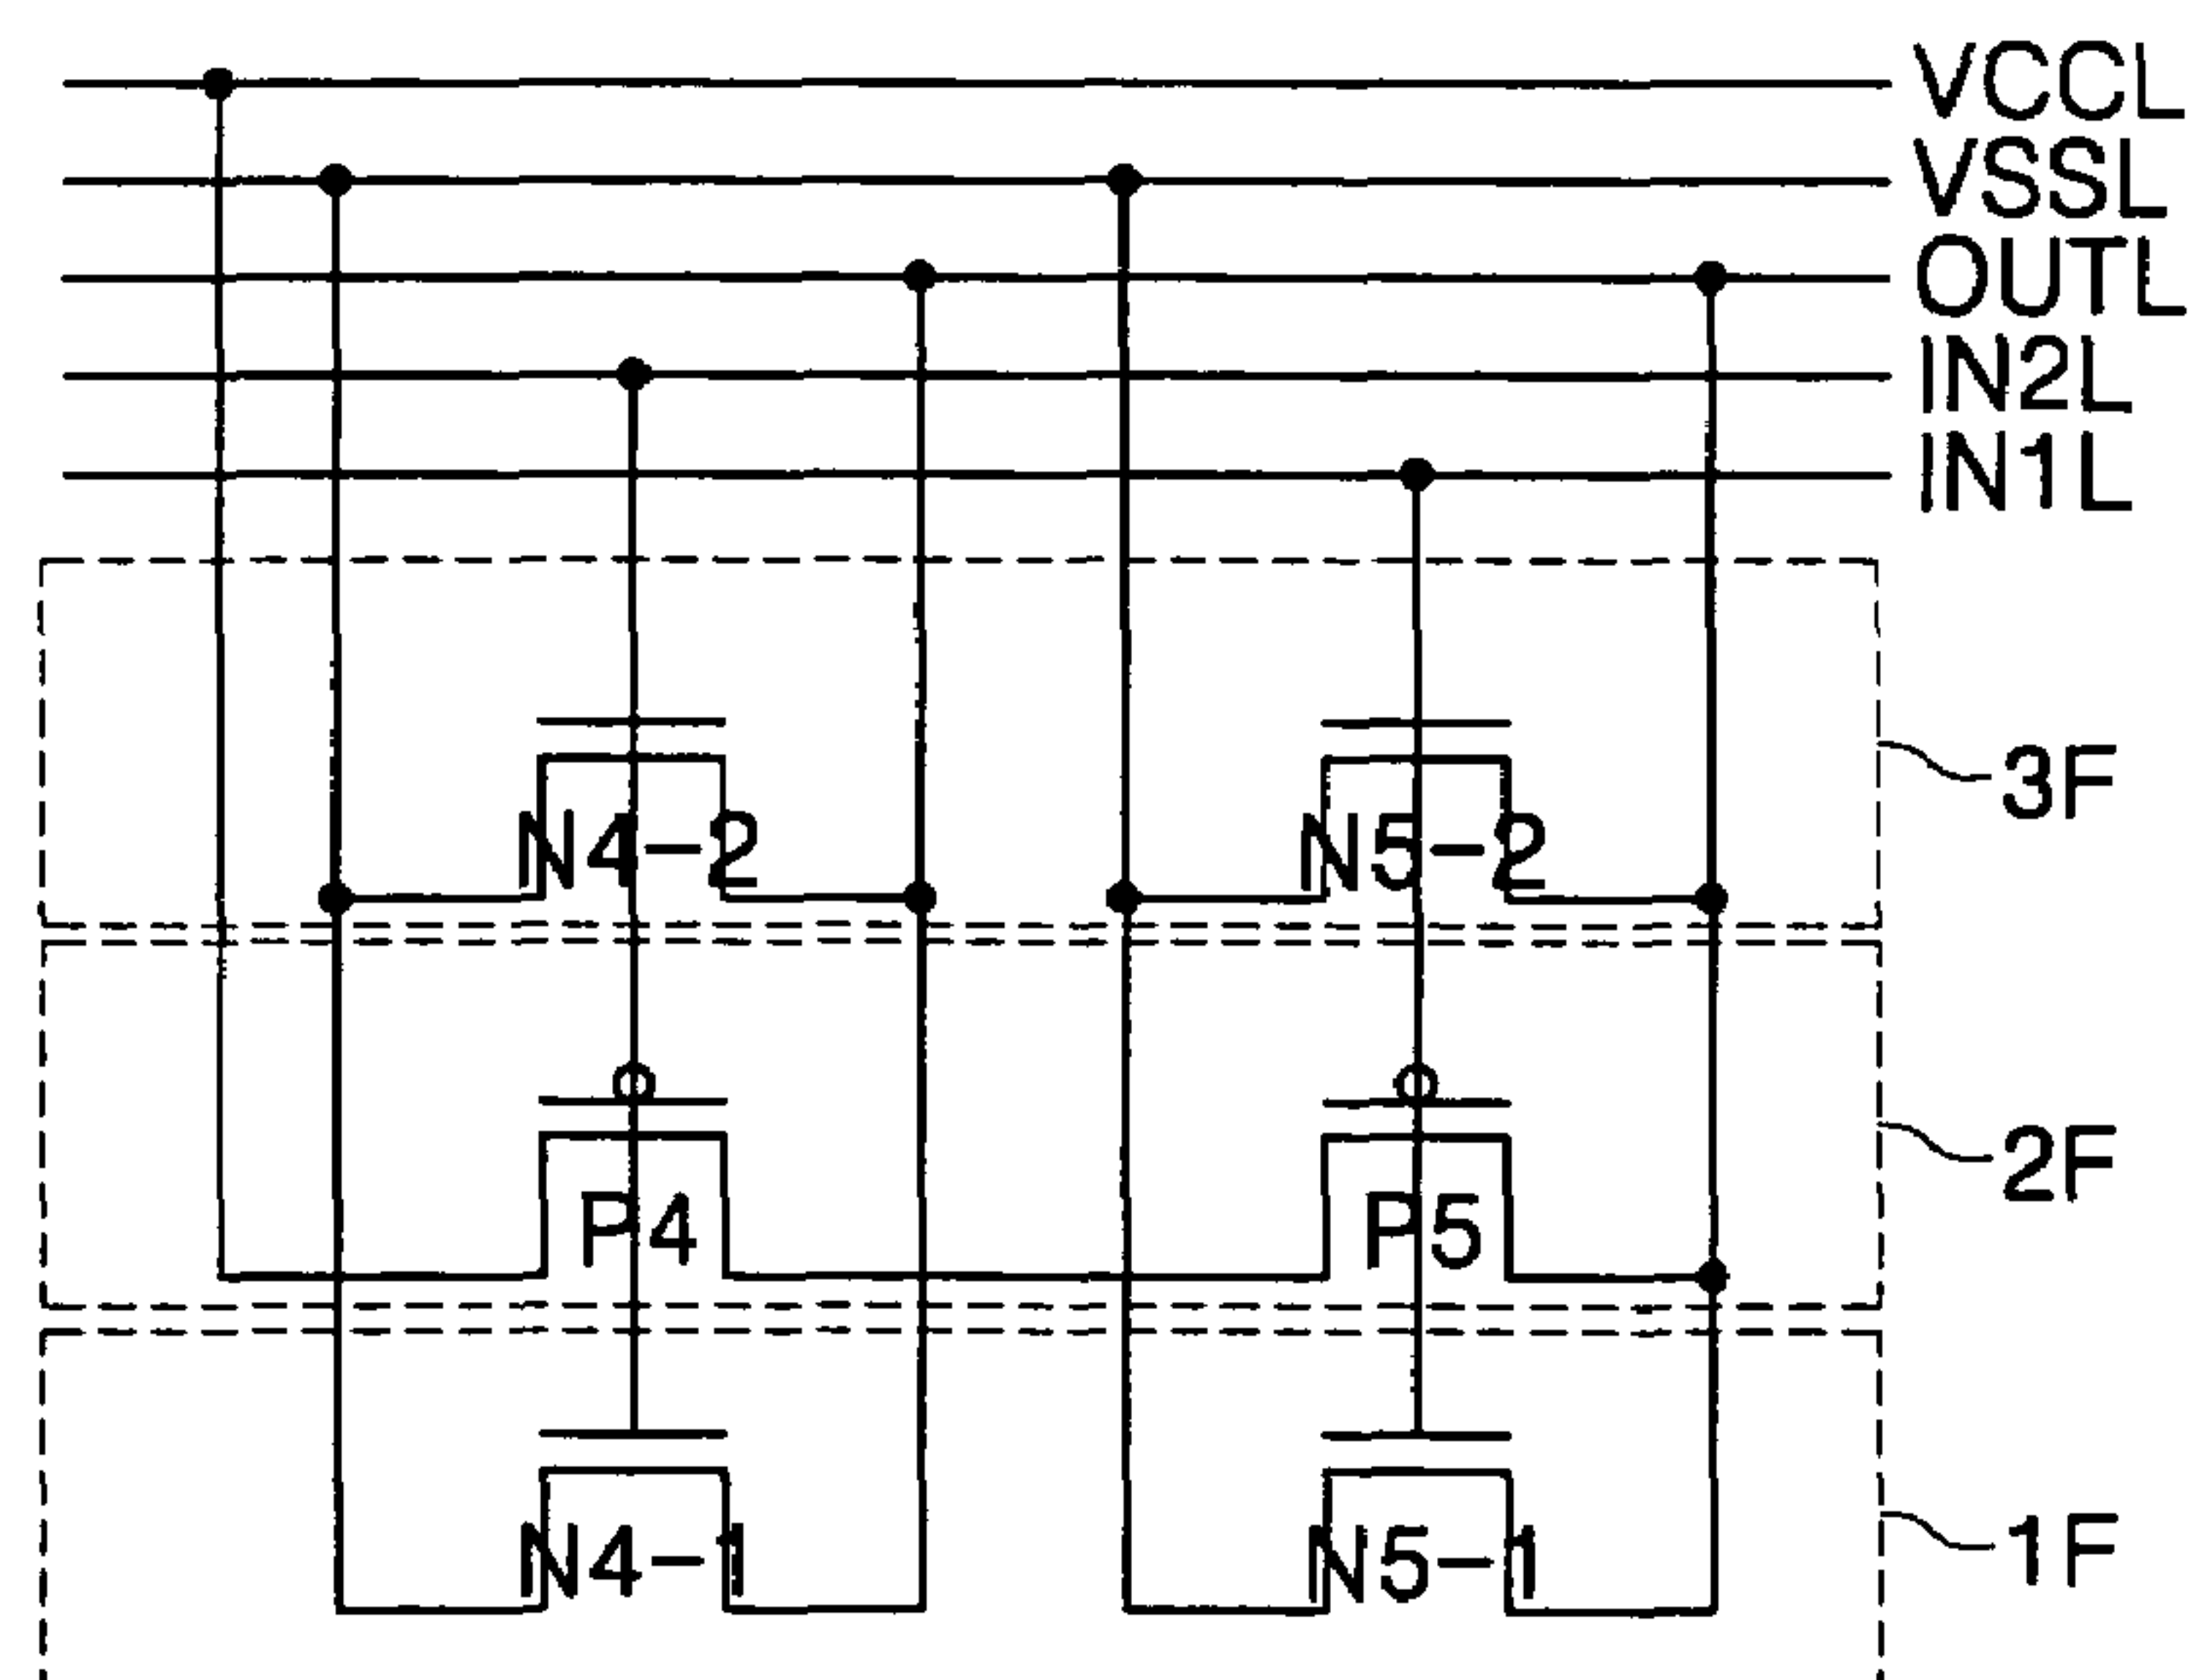 VCCL
VSSL
OUTL
IN2L
IN1L
N4-2 N5-2 3F
P4 P5 2F
N4-1 N5-1 1F